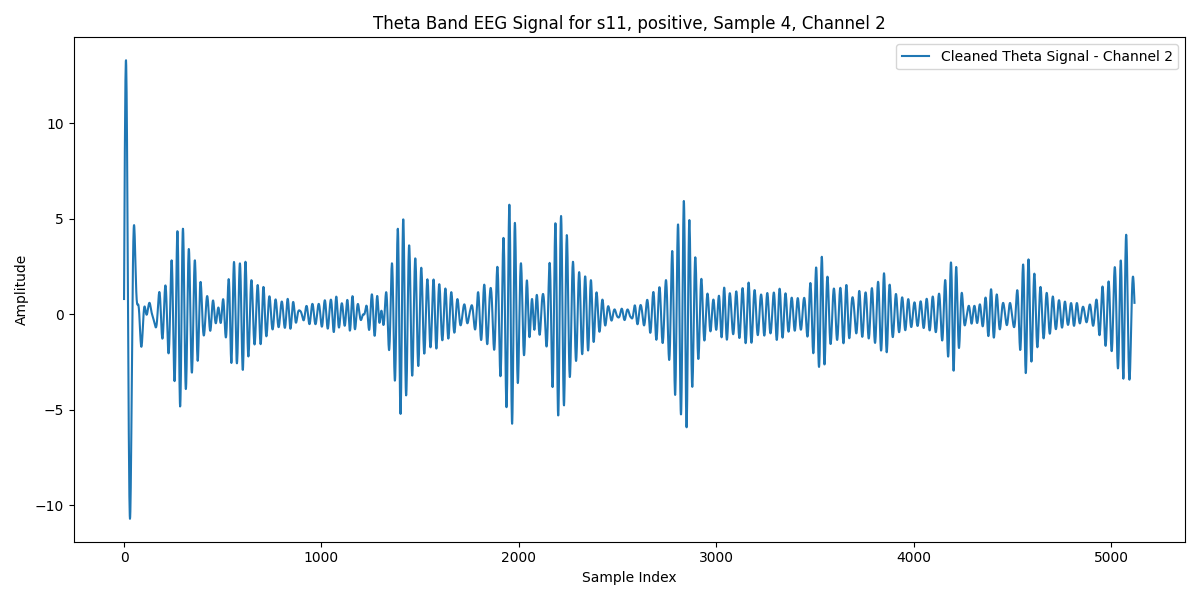 Theta Band EEG Signal for s11, positive, Sample 4, Channel 2
Cleaned Theta Signal - Channel 2
Amplitude
10
5
0
−5
−10
0 1000 2000 3000 4000 5000
Sample Index